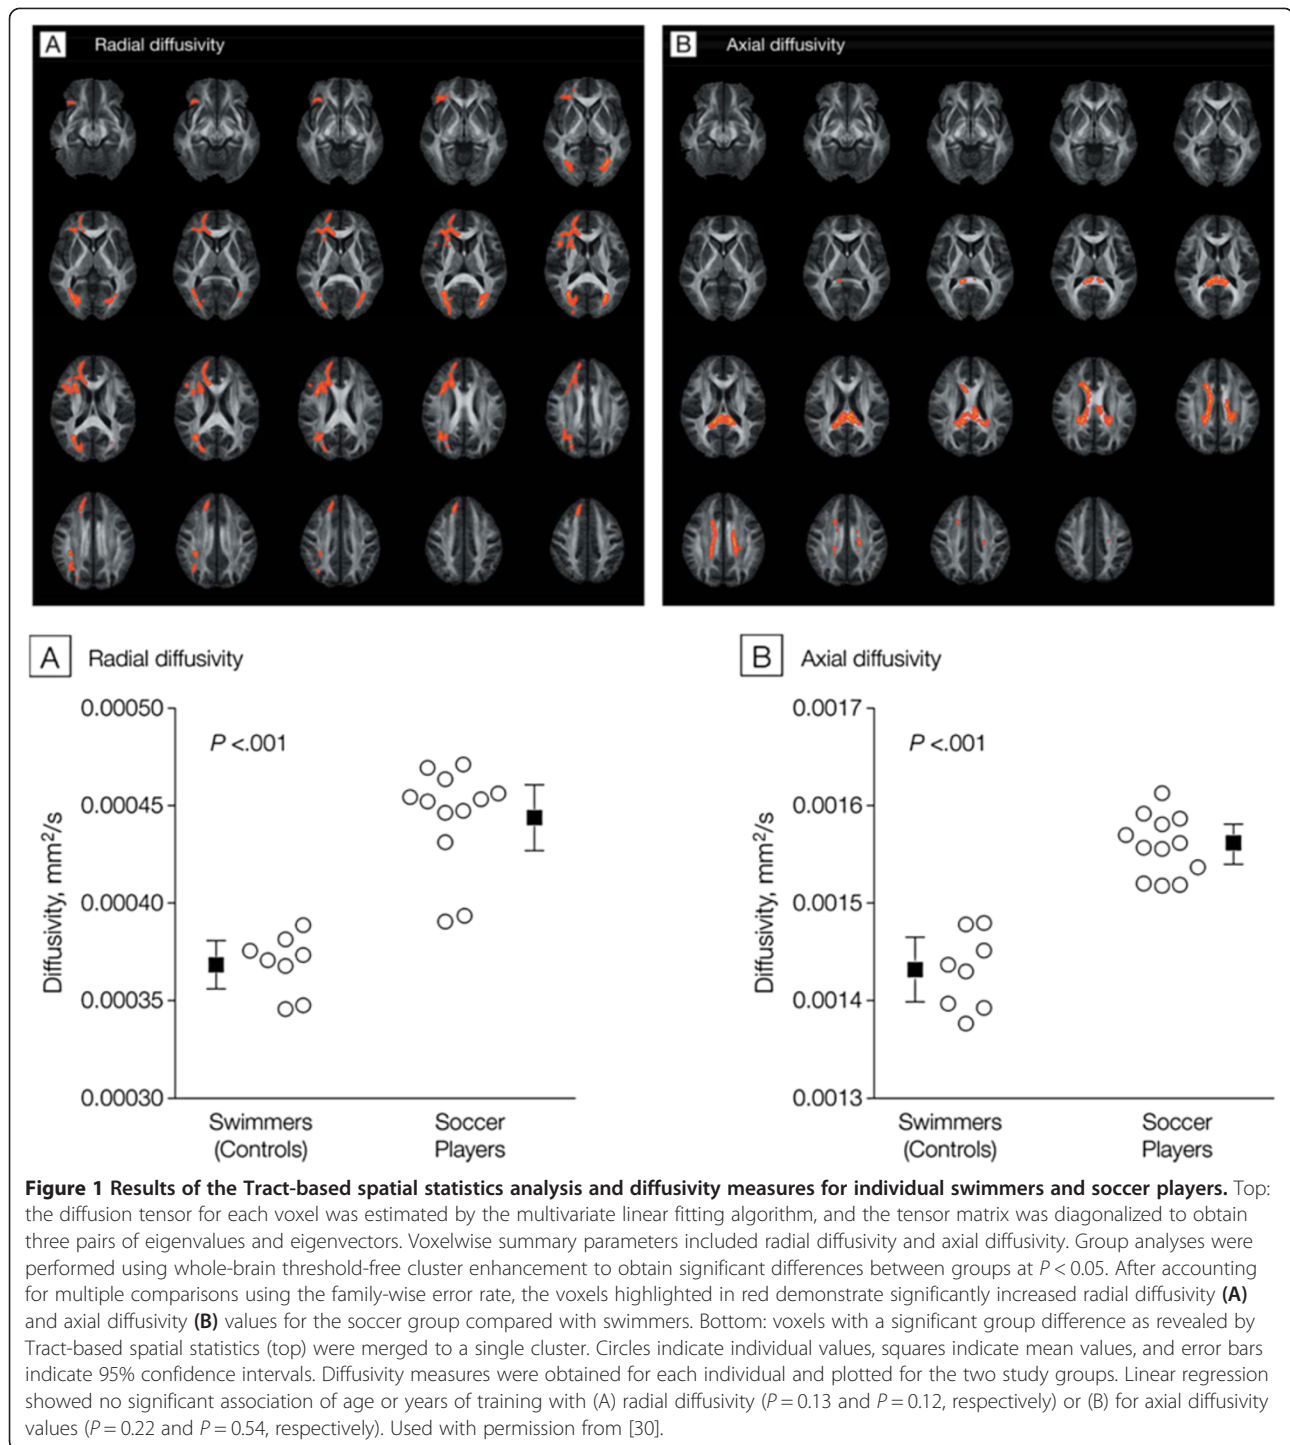 A Radial diffusivity
B Axial diffusivity
A Radial diffusivity
0.00050
P <.001
0.00045
0.00040
0.00035
0.00030
Diffusivity, mm²/s
Swimmers
(Controls)
Soccer
Players
B Axial diffusivity
0.0017
P <.001
0.0016
0.0015
0.0014
0.0013
Diffusivity, mm²/s
Swimmers
(Controls)
Soccer
Players
Figure 1 Results of the Tract-based spatial statistics analysis and diffusivity measures for individual swimmers and soccer players. Top:
the diffusion tensor for each voxel was estimated by the multivariate linear fitting algorithm, and the tensor matrix was diagonalized to obtain
three pairs of eigenvalues and eigenvectors. Voxelwise summary parameters included radial diffusivity and axial diffusivity. Group analyses were
performed using whole-brain threshold-free cluster enhancement to obtain significant differences between groups at P < 0.05. After accounting
for multiple comparisons using the family-wise error rate, the voxels highlighted in red demonstrate significantly increased radial diffusivity (A)
and axial diffusivity (B) values for the soccer group compared with swimmers. Bottom: voxels with a significant group difference as revealed by
Tract-based spatial statistics (top) were merged to a single cluster. Circles indicate individual values, squares indicate mean values, and error bars
indicate 95% confidence intervals. Diffusivity measures were obtained for each individual and plotted for the two study groups. Linear regression
showed no significant association of age or years of training with (A) radial diffusivity (P = 0.13 and P = 0.12, respectively) or (B) for axial diffusivity
values (P = 0.22 and P = 0.54, respectively). Used with permission from [30].